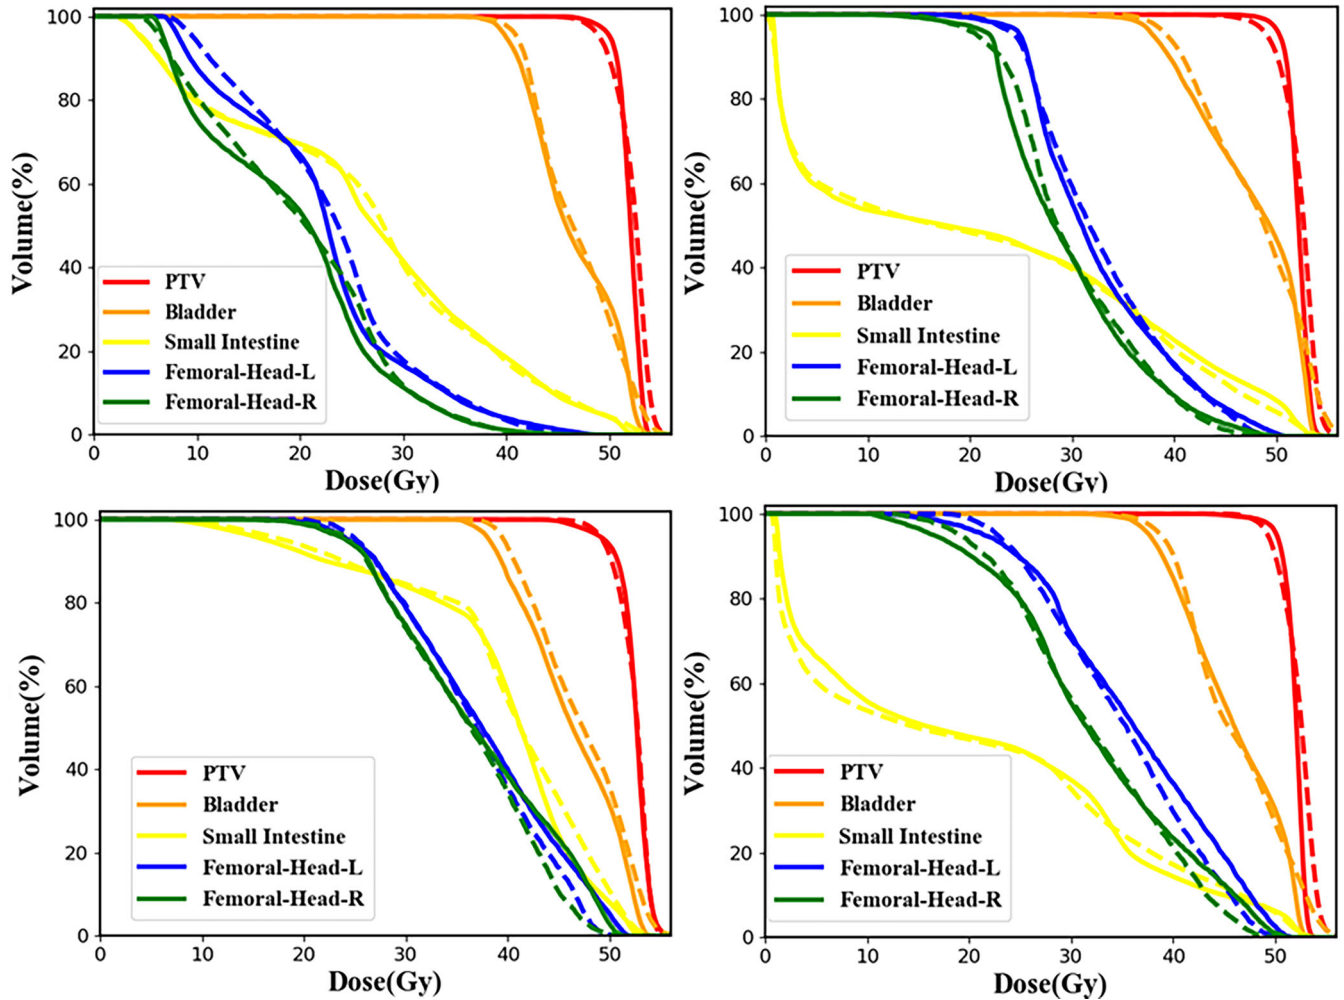 100
80
60
40
20
0
Volume(%)
PTV
Bladder
Small Intestine
Femoral-Head-L
Femoral-Head-R
0 10 20 30 40 50
Dose(Gy)
100
80
60
40
20
0
Volume(%)
PTV
Bladder
Small Intestine
Femoral-Head-L
Femoral-Head-R
0 10 20 30 40 50
Dose(Gy)
100
80
60
40
20
0
Volume(%)
PTV
Bladder
Small Intestine
Femoral-Head-L
Femoral-Head-R
0 10 20 30 40 50
Dose(Gy)
100
80
60
40
20
0
Volume(%)
PTV
Bladder
Small Intestine
Femoral-Head-L
Femoral-Head-R
0 10 20 30 40 50
Dose(Gy)